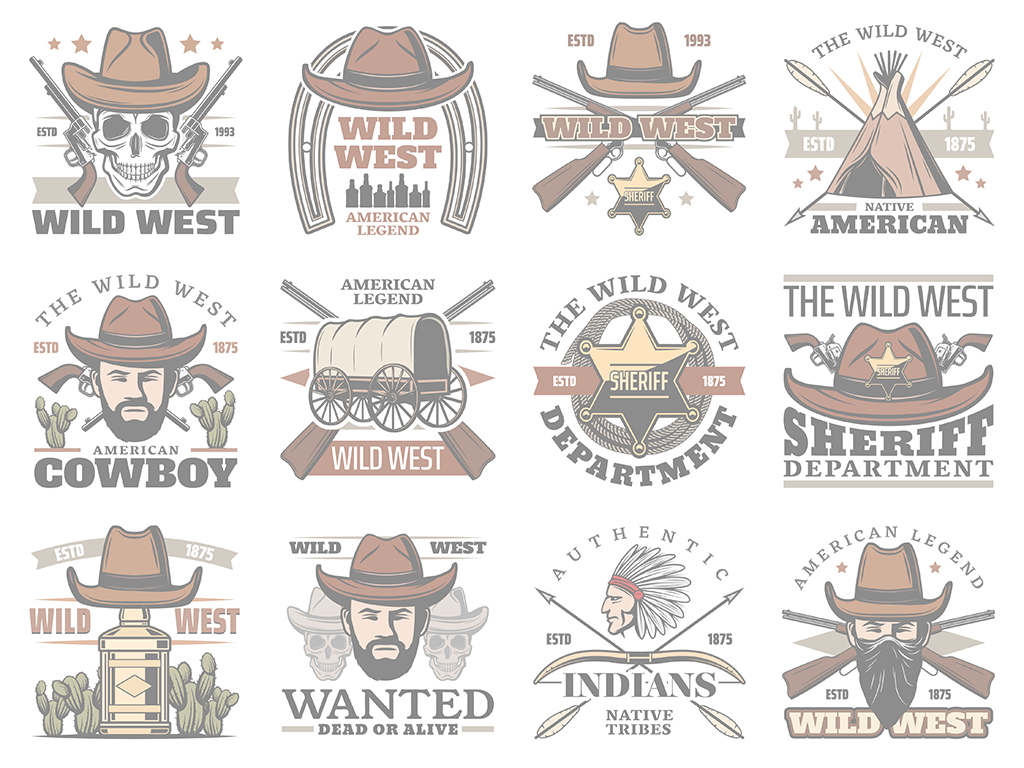 ESTD 1993
WILD WEST
WILD
WEST
AMERICAN
LEGEND
ESTD 1993
WILD WEST
SHERIFF
THE WILD WEST
ESTD 1875
NATIVE
AMERICAN
THE WILD WEST
ESTD 1875
AMERICAN
COWBOY
AMERICAN
LEGEND
ESTD 1875
WILD WEST
THE WILD WEST
ESTD SHERIFF 1875
DEPARTMENT
THE WILD WEST
SHERIFF
SHERIFF
DEPARTMENT
ESTD 1875
WILD WEST
WILD WEST
WANTED
DEAD OR ALIVE
AUTHENTIC
ESTD 1875
INDIANS
NATIVE
TRIBES
AMERICAN LEGEND
ESTD 1875
WILD WEST